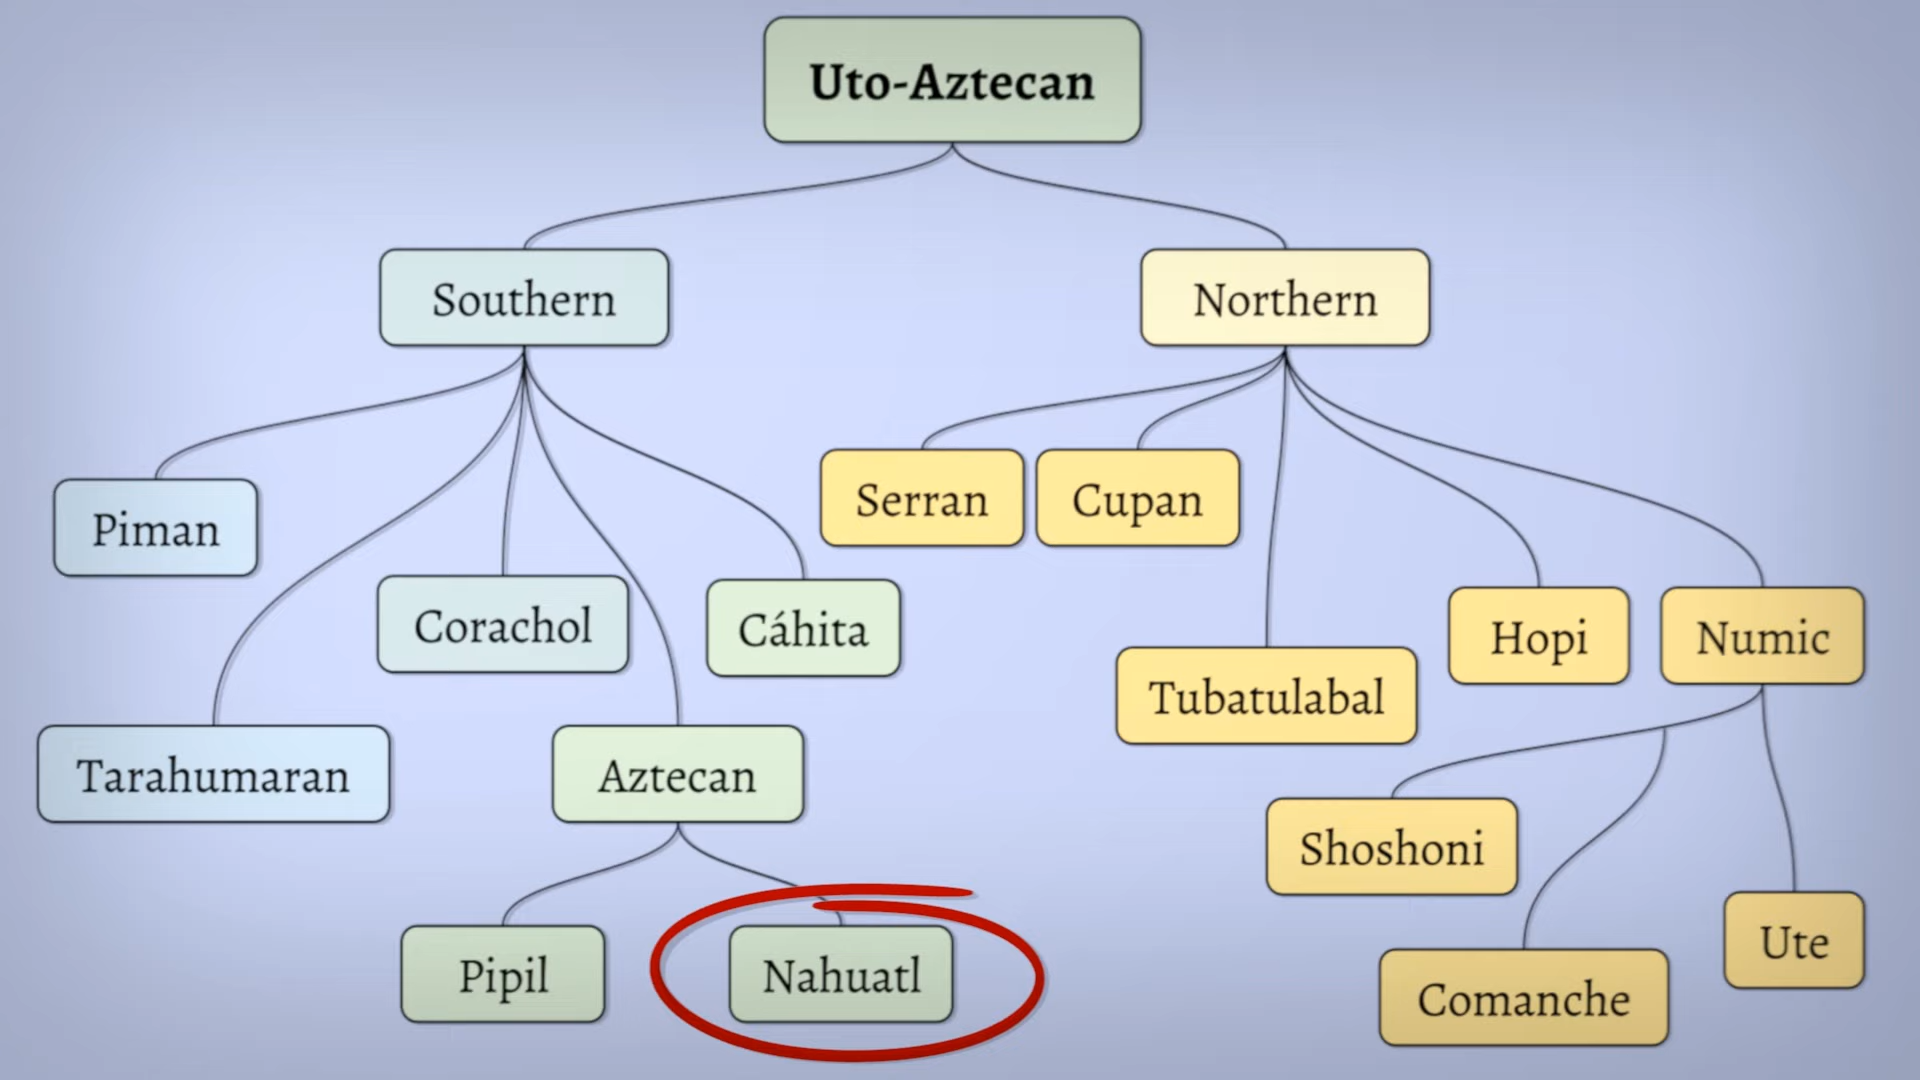 Uto-Aztecan
Southern
Northern
Piman
Serran
Cupan
Corachol
Cáhita
Hopi
Numic
Tubatulabal
Tarahumaran
Aztecan
Shoshoni
Pipil
Nahuatl
Comanche
Ute